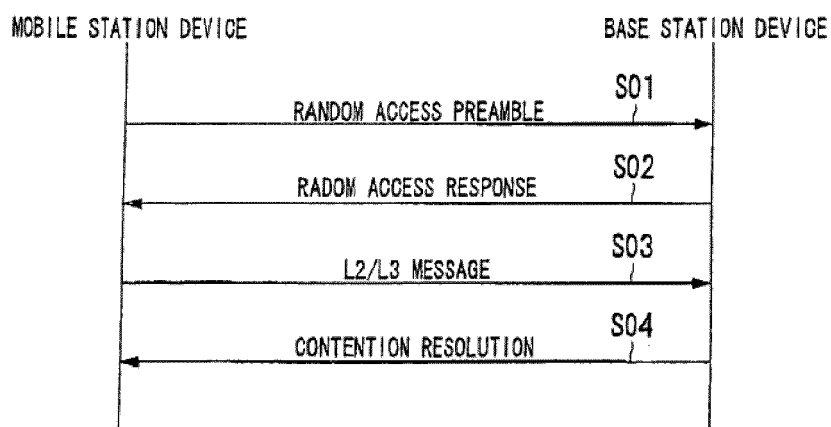 MOBILE STATION DEVICE
BASE STATION DEVICE
S01
RANDOM ACCESS PREAMBLE
S02
RADOM ACCESS RESPONSE
S03
L2/L3 MESSAGE
S04
CONTENTION RESOLUTION